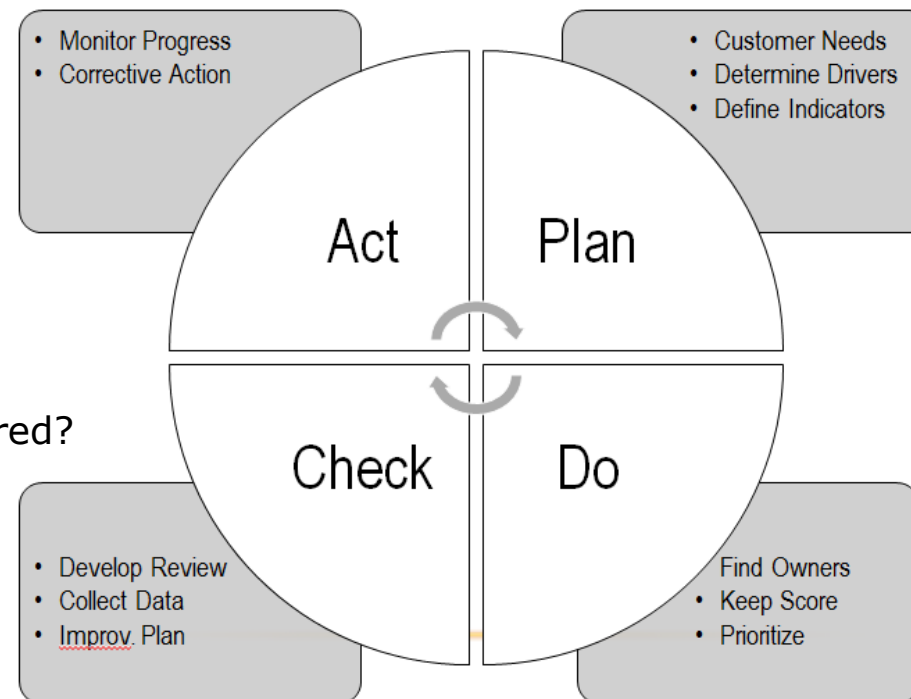 • Monitor Progress
• Corrective Action
• Customer Needs
• Determine Drivers
• Define Indicators
Act
Plan
red?
Check
Do
• Develop Review
• Collect Data
• Improv. Plan
Find Owners
• Keep Score
• Prioritize